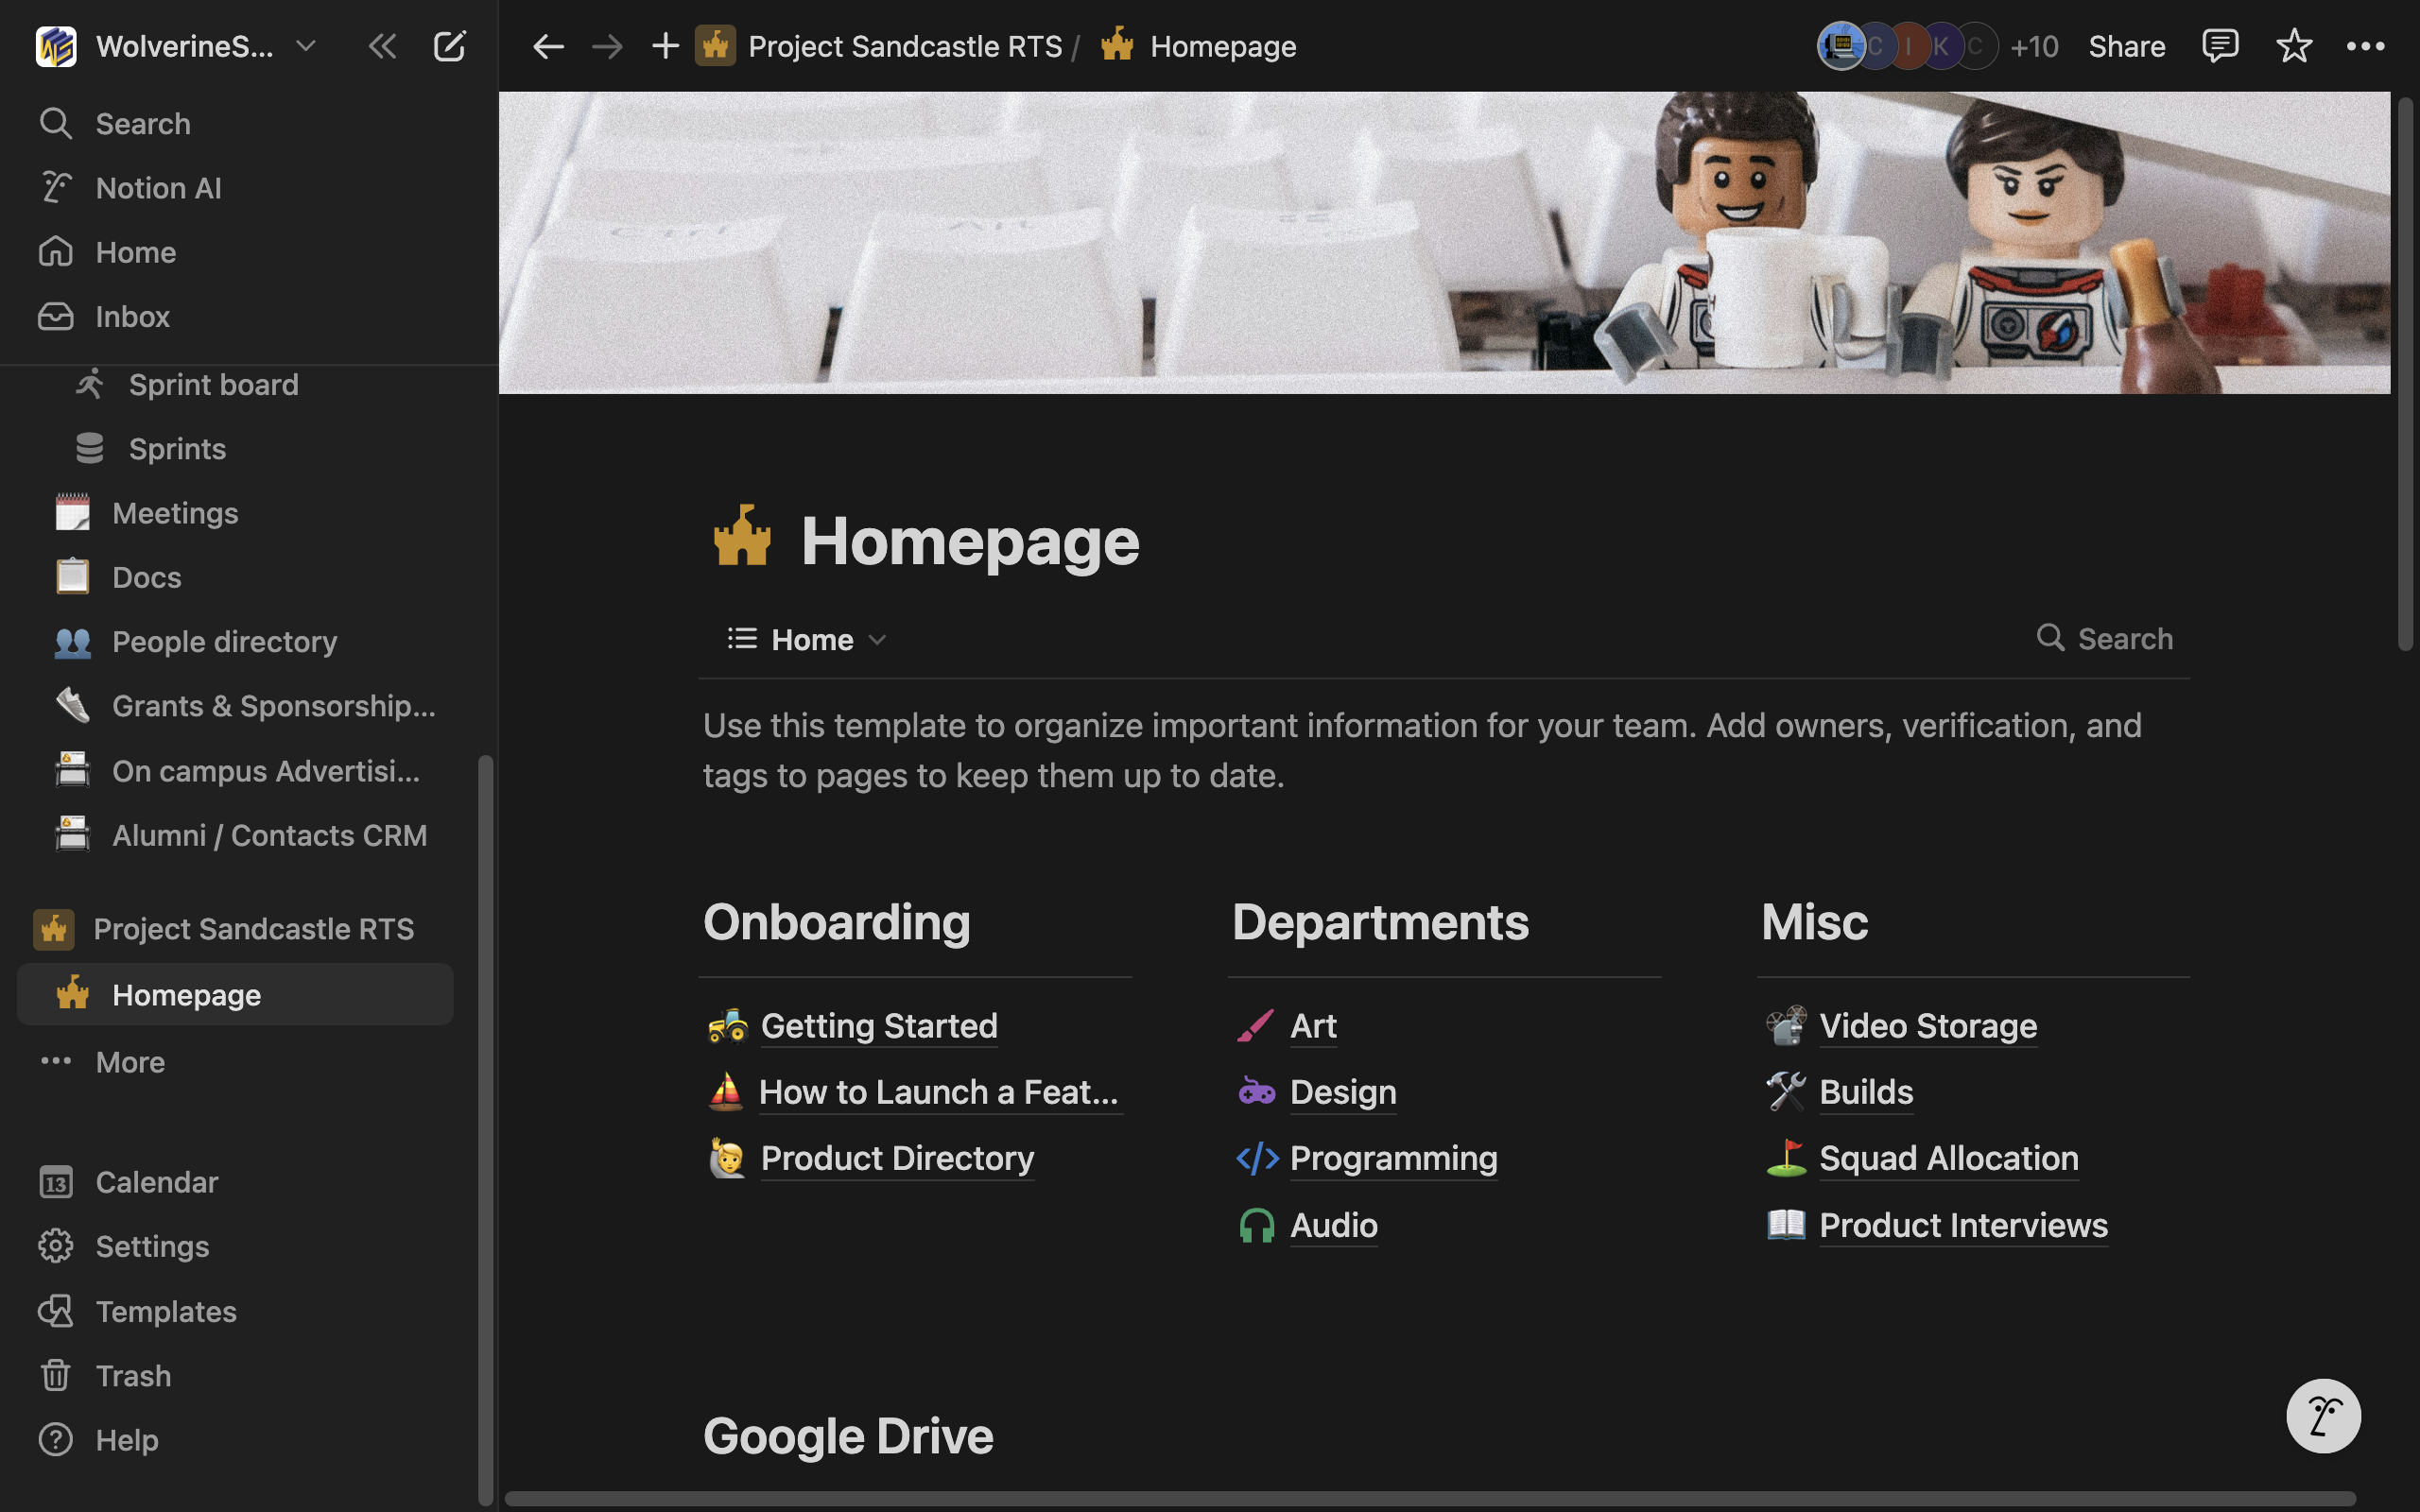 WolverineS...
Search
Notion AI
Home
Inbox
Sprint board
Sprints
Meetings
Docs
People directory
Grants & Sponsorship...
On campus Advertisi...
Alumni / Contacts CRM
Project Sandcastle RTS
Homepage
More
13
Calendar
Settings
Templates
Trash
Help
Project Sandcastle RTS / Homepage
C I K C +10 Share
Ctrl Alt
Homepage
Home
Search
Use this template to organize important information for your team. Add owners, verification, and
tags to pages to keep them up to date.
Onboarding
Getting Started
How to Launch a Feat...
Product Directory
Departments
Art
Design
Programming
Audio
Misc
Video Storage
Builds
Squad Allocation
Product Interviews
Google Drive